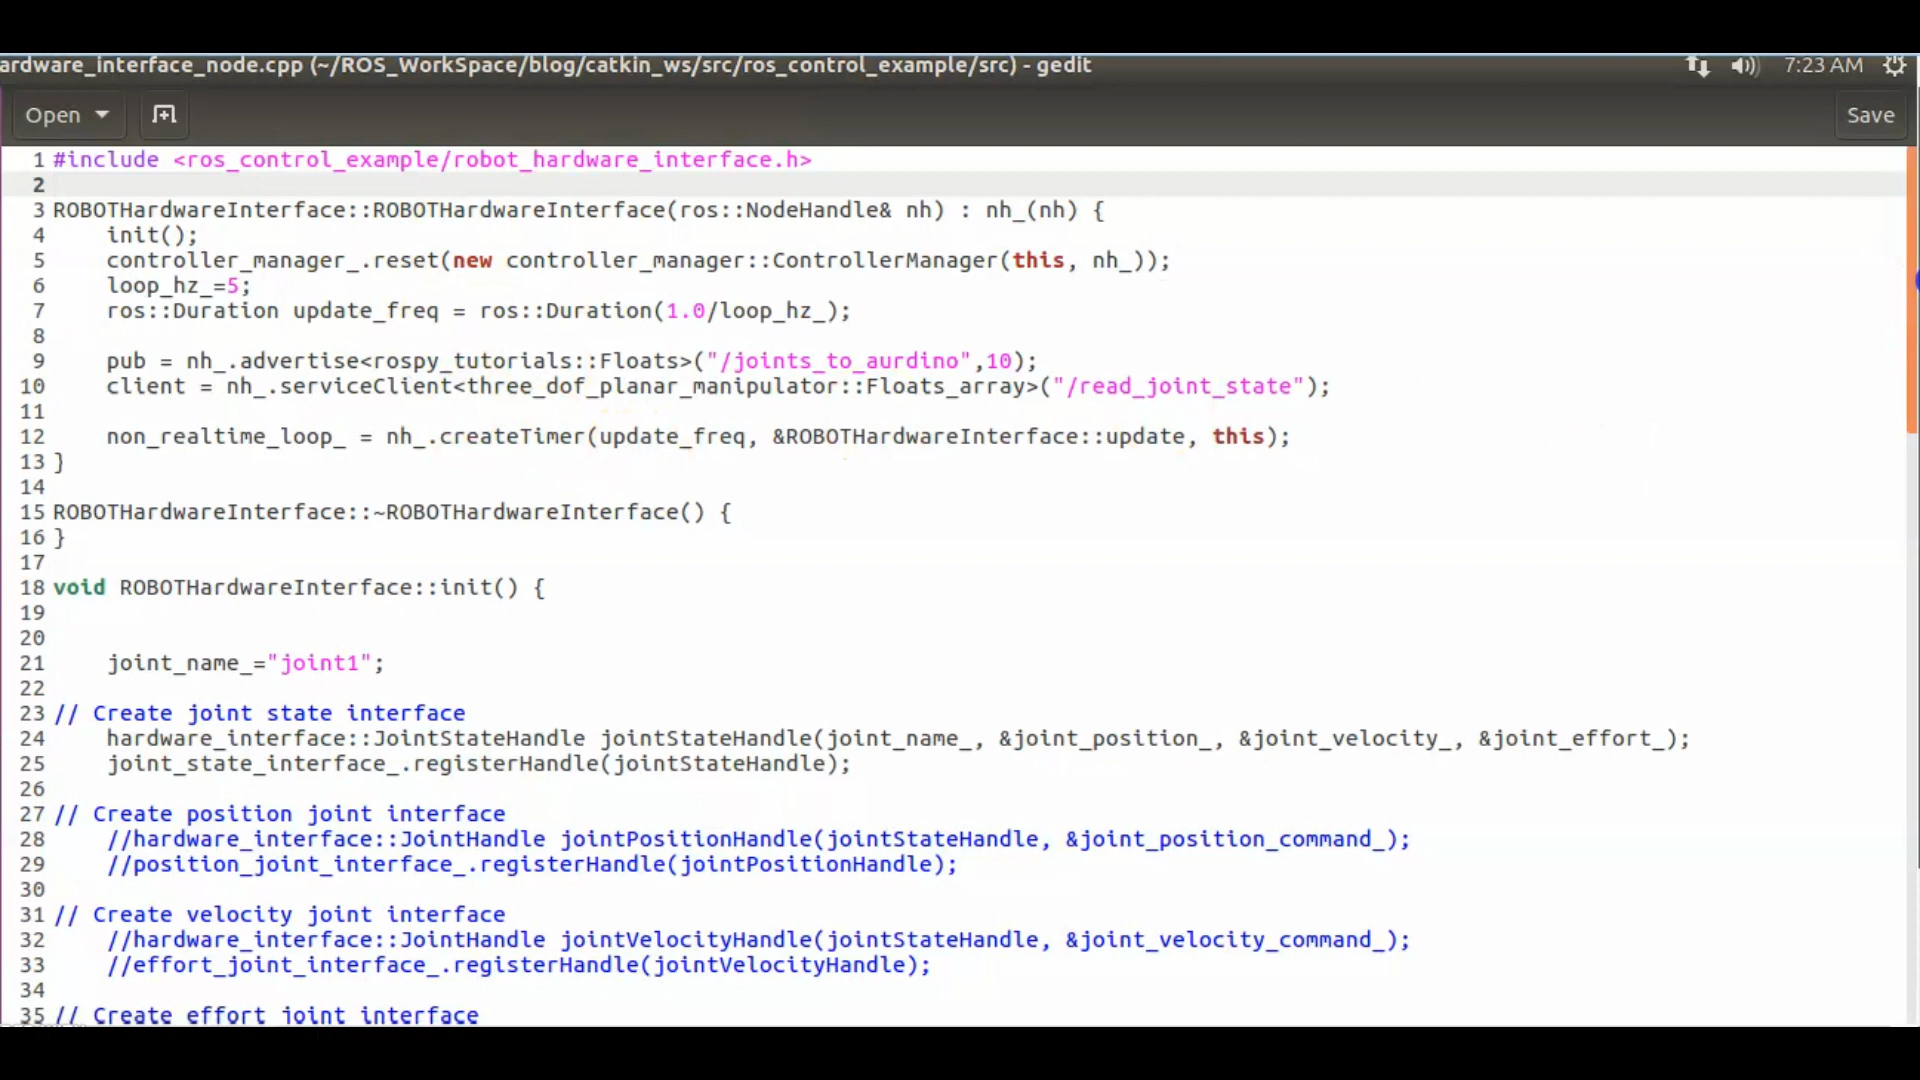 ardware_interface_node.cpp (~/ROS_WorkSpace/blog/catkin_ws/src/ros_control_example/src) - gedit
7:23 AM
Open
Save
1 #include <ros_control_example/robot_hardware_interface.h>
2
3 ROBOTHardwareInterface::ROBOTHardwareInterface(ros::NodeHandle& nh) : nh_(nh) {
4     init();
5     controller_manager_.reset(new controller_manager::ControllerManager(this, nh_));
6     loop_hz_=5;
7     ros::Duration update_freq = ros::Duration(1.0/loop_hz_);
8
9     pub = nh_.advertise<rospy_tutorials::Floats>("/joints_to_aurdino",10);
10     client = nh_.serviceClient<three_dof_planar_manipulator::Floats_array>("/read_joint_state");
11
12     non_realtime_loop_ = nh_.createTimer(update_freq, &ROBOTHardwareInterface::update, this);
13 }
14
15 ROBOTHardwareInterface::~ROBOTHardwareInterface() {
16 }
17
18 void ROBOTHardwareInterface::init() {
19
20
21     joint_name_="joint1";
22
23 // Create joint state interface
24     hardware_interface::JointStateHandle jointStateHandle(joint_name_, &joint_position_, &joint_velocity_, &joint_effort_);
25     joint_state_interface_.registerHandle(jointStateHandle);
26
27 // Create position joint interface
28     //hardware_interface::JointHandle jointPositionHandle(jointStateHandle, &joint_position_command_);
29     //position_joint_interface_.registerHandle(jointPositionHandle);
30
31 // Create velocity joint interface
32     //hardware_interface::JointHandle jointVelocityHandle(jointStateHandle, &joint_velocity_command_);
33     //effort_joint_interface_.registerHandle(jointVelocityHandle);
34
35 // Create effort joint interface